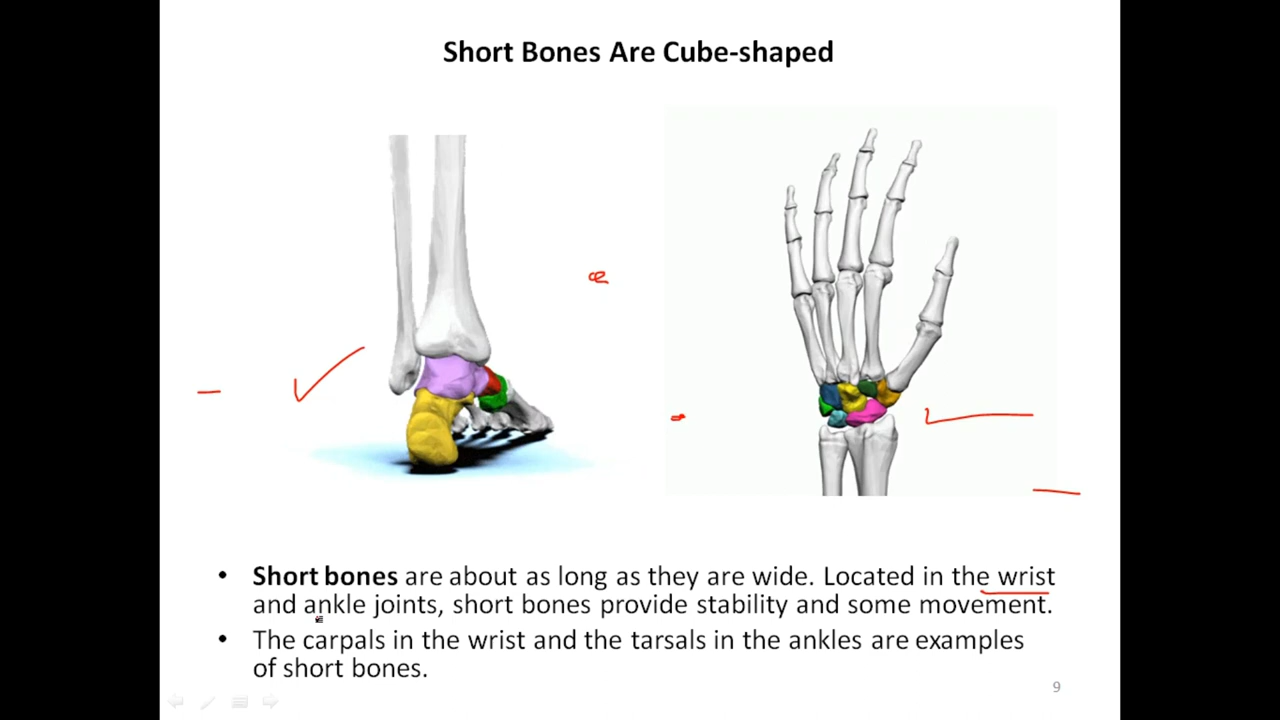 Short Bones Are Cube-shaped
• Short bones are about as long as they are wide. Located in the wrist
and ankle joints, short bones provide stability and some movement.
• The carpals in the wrist and the tarsals in the ankles are examples
of short bones.
9